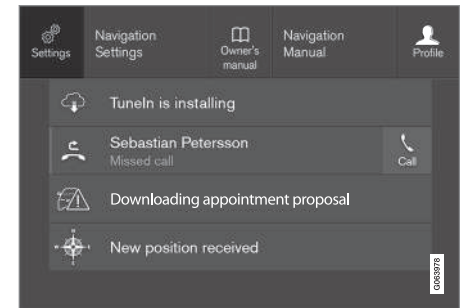 Settings
Navigation
Settings
Owner's
manual
Navigation
Manual
Profile
TuneIn is installing
Sebastian Petersson
Missed call
Call
Downloading appointment proposal
New position received
G063978